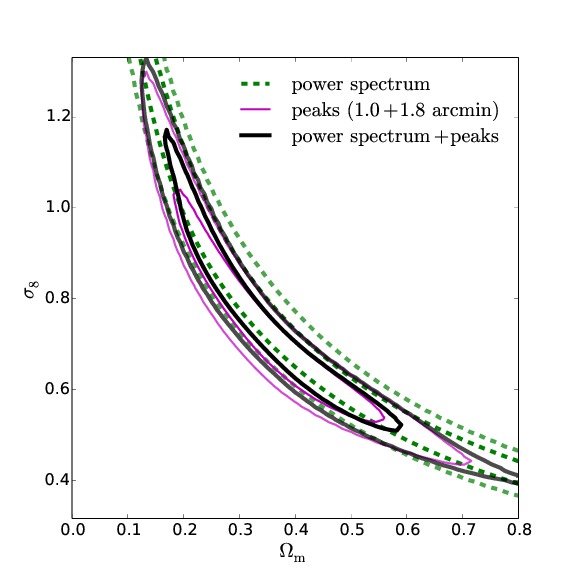 power spectrum
peaks (1.0+1.8 arcmin)
power spectrum+peaks
1.2
1.0
0.8
0.6
0.4
σ8
0.0 0.1 0.2 0.3 0.4 0.5 0.6 0.7 0.8
Ωm